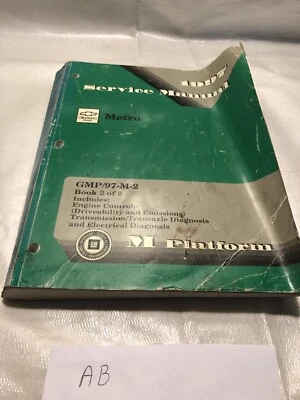 1997
Service Manual
Metro
GMP/97-M-2
Book 2 of 2
Includes:
Engine Controls
(Driveability and Emissions)
Transmission/Transaxle Diagnosis
and Electrical Diagnosis
M Platform
GM
AB